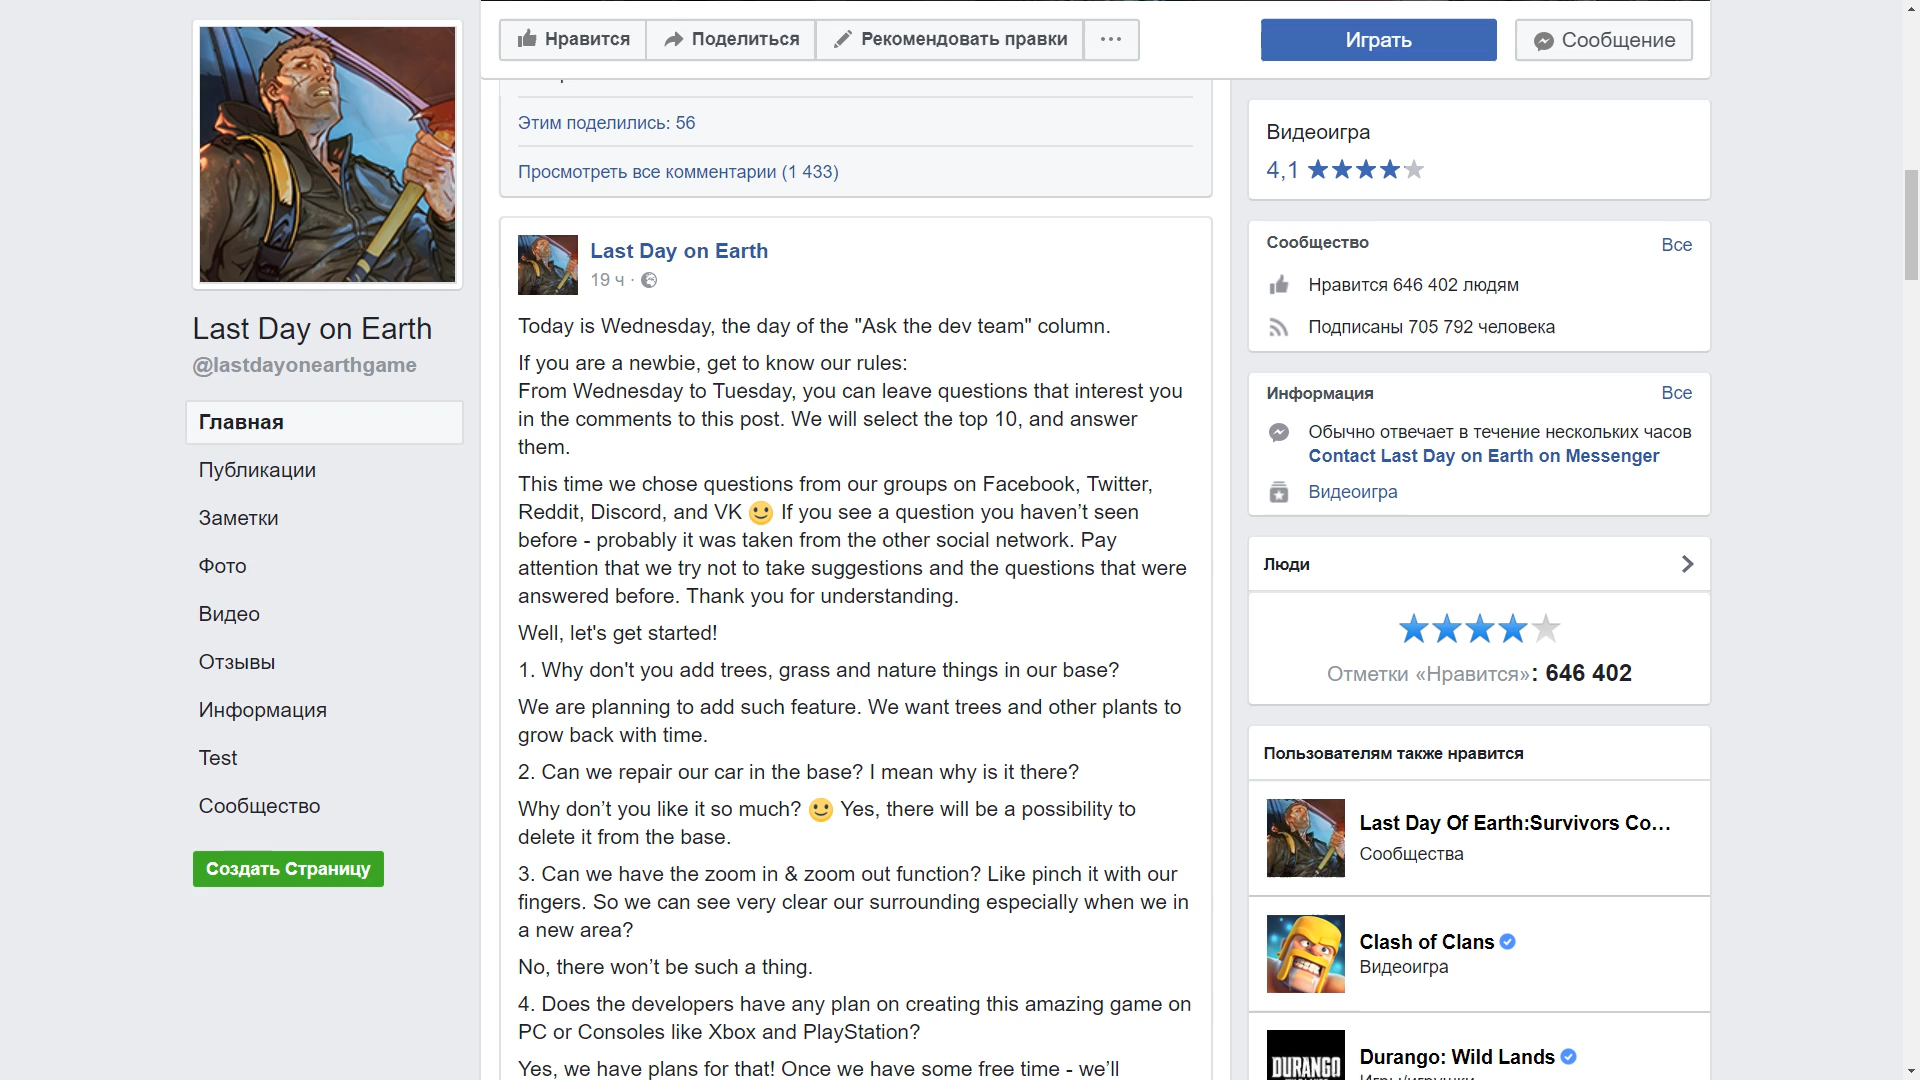 Last Day on Earth
@lastdayonearthgame
Главная
Публикации
Заметки
Фото
Видео
Отзывы
Информация
Test
Сообщество
Создать Страницу
Нравится
Поделиться
Рекомендовать правки
Играть
Сообщение
Этим поделились: 56
Просмотреть все комментарии (1 433)
Last Day on Earth
19 ч ·
Today is Wednesday, the day of the "Ask the dev team" column.
If you are a newbie, get to know our rules:
From Wednesday to Tuesday, you can leave questions that interest you
in the comments to this post. We will select the top 10, and answer
them.
This time we chose questions from our groups on Facebook, Twitter,
Reddit, Discord, and VK 🙂 If you see a question you haven’t seen
before - probably it was taken from the other social network. Pay
attention that we try not to take suggestions and the questions that were
answered before. Thank you for understanding.
Well, let's get started!
1. Why don't you add trees, grass and nature things in our base?
We are planning to add such feature. We want trees and other plants to
grow back with time.
2. Can we repair our car in the base? I mean why is it there?
Why don’t you like it so much? 🙂 Yes, there will be a possibility to
delete it from the base.
3. Can we have the zoom in & zoom out function? Like pinch it with our
fingers. So we can see very clear our surrounding especially when we in
a new area?
No, there won’t be such a thing.
4. Does the developers have any plan on creating this amazing game on
PC or Consoles like Xbox and PlayStation?
Yes, we have plans for that! Once we have some free time - we’ll
Видеоигра
4,1
Сообщество
Все
Нравится 646 402 людям
Подписаны 705 792 человека
Информация
Все
Обычно отвечает в течение нескольких часов
Contact Last Day on Earth on Messenger
Видеоигра
Люди
Отметки «Нравится»: 646 402
Пользователям также нравится
Last Day Of Earth:Survivors Co...
Сообщества
Clash of Clans
Видеоигра
DURANGO
Durango: Wild Lands